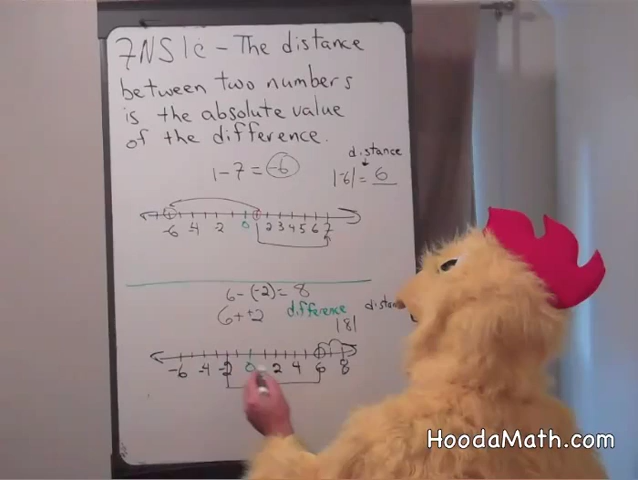 7NS1c - The distance
between two numbers
is the absolute value
of the difference.
distance
1 - 7 = -6
|-6| = 6
-6 -4 -2 0 2 3 4 5 6 7
6 - (-2) = 8
6 + +2
difference
|8|
-6 -4 -2 0 2 4 6 8
HoodaMath.com